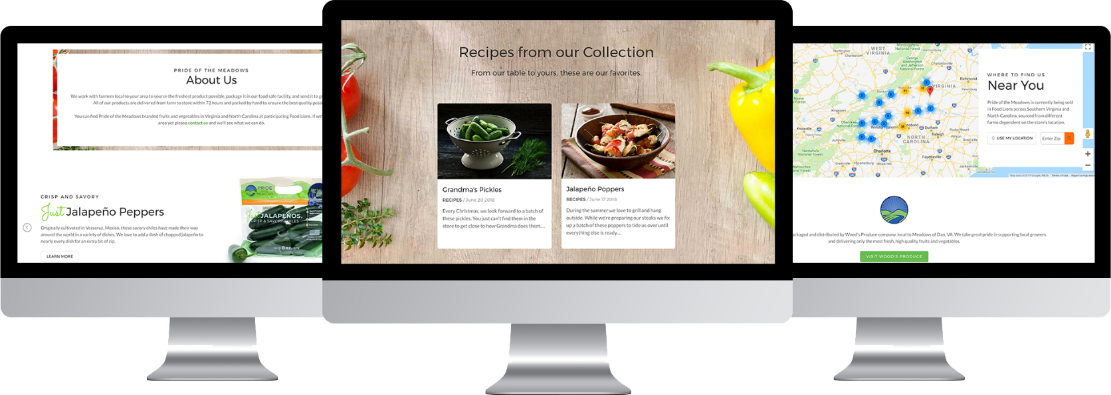 PRIDE OF THE MEADOWS
About Us
We work with farmers local to your area to source the freshest product possible, package it in our food safe facility, and send it to
All of our products are delivered from farm to store within 72 hours and packed by hand to ensure the best quality
You can find Pride of the Meadows branded fruits and vegetables in Virginia and North Carolina at participating Food Lions. If
area yet please contact us and we'll see what we can do.
CRISP AND SAVORY
Just Jalapeño Peppers
Originally cultivated in Veracruz, Mexico, these savory chilis have made their way
around the world in a variety of dishes. We love to add a dash of chopped jalapeño to
nearly every dish for an extra bit of zip.
LEARN MORE
JALAPEÑOS
Recipes from our Collection
From our table to yours, these are our favorites.
Grandma's Pickles
RECIPES / June 20 2018
Every Christmas, we look forward to a batch of
these pickles. You just can't find them in the
store to get close to how Grandma does them....
Jalapeño Poppers
RECIPES / June 17 2018
During the summer we love to grill and hang
outside. While we're preparing our steaks we fix
up a batch of these poppers to tide us over until
everything else is ready....
WEST
VIRGINIA
VIRGINIA
Richmond
NORTH
CAROLINA
Charlotte
WHERE TO FIND US
Near You
Pride of the Meadows is currently being sold
in Food Lions across Southern Virginia and
North Carolina, sourced from different
farms dependent on the store's location.
USE MY LOCATION
Enter Zip
packaged and distributed by Wood's Produce company, local to Meadows of Dan, VA. We take great pride in supporting local growers
and delivering only the most fresh, high quality, fruits and vegetables.
VISIT WOOD'S PRODUCE